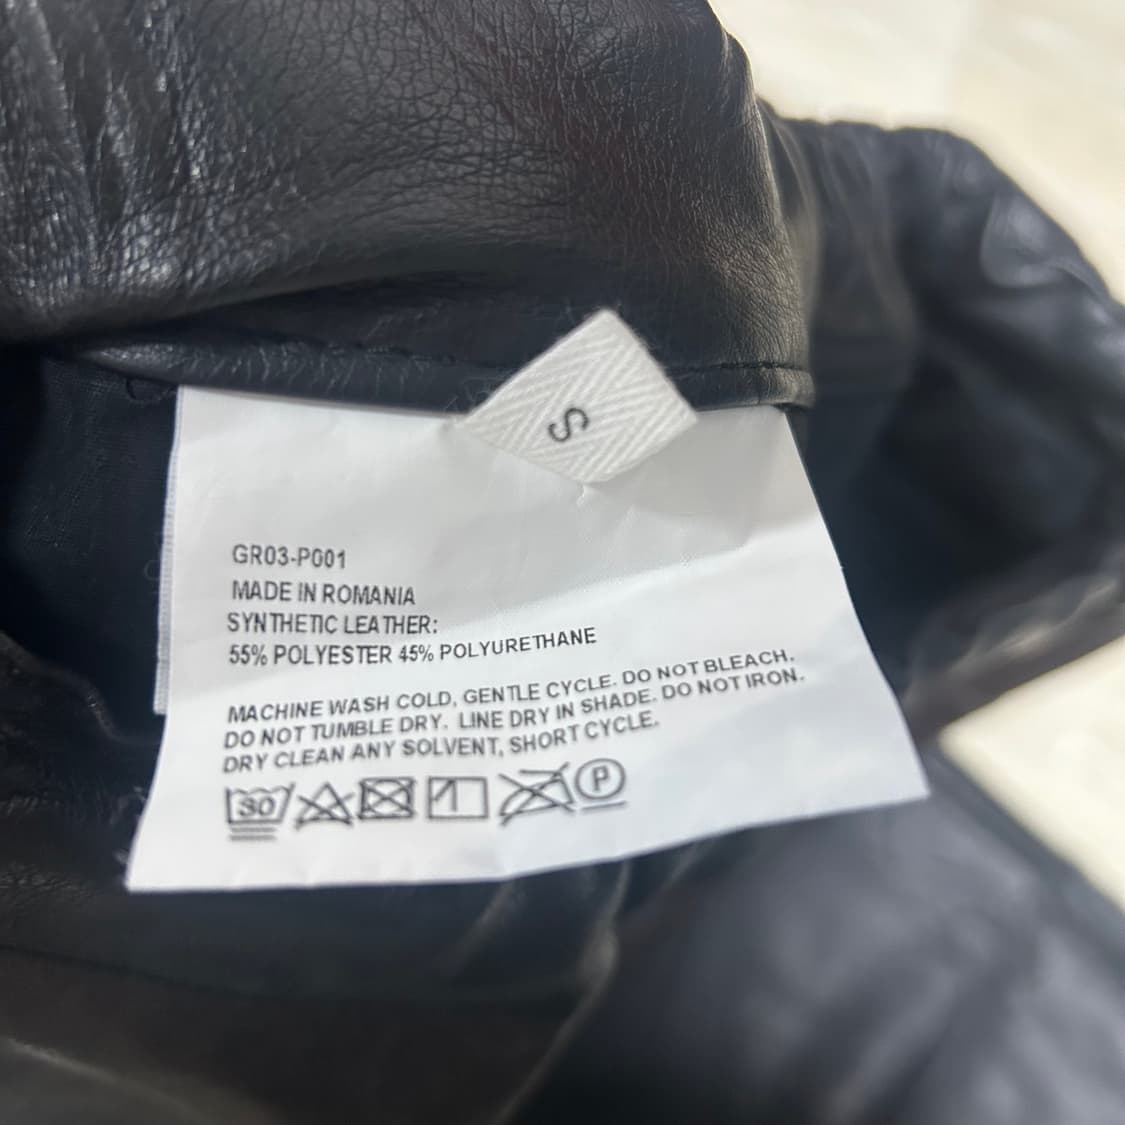 S
GR03-P001
MADE IN ROMANIA
SYNTHETIC LEATHER:
55% POLYESTER 45% POLYURETHANE
MACHINE WASH COLD, GENTLE CYCLE. DO NOT BLEACH.
DO NOT TUMBLE DRY. LINE DRY IN SHADE. DO NOT IRON.
DRY CLEAN ANY SOLVENT, SHORT CYCLE.
30 P